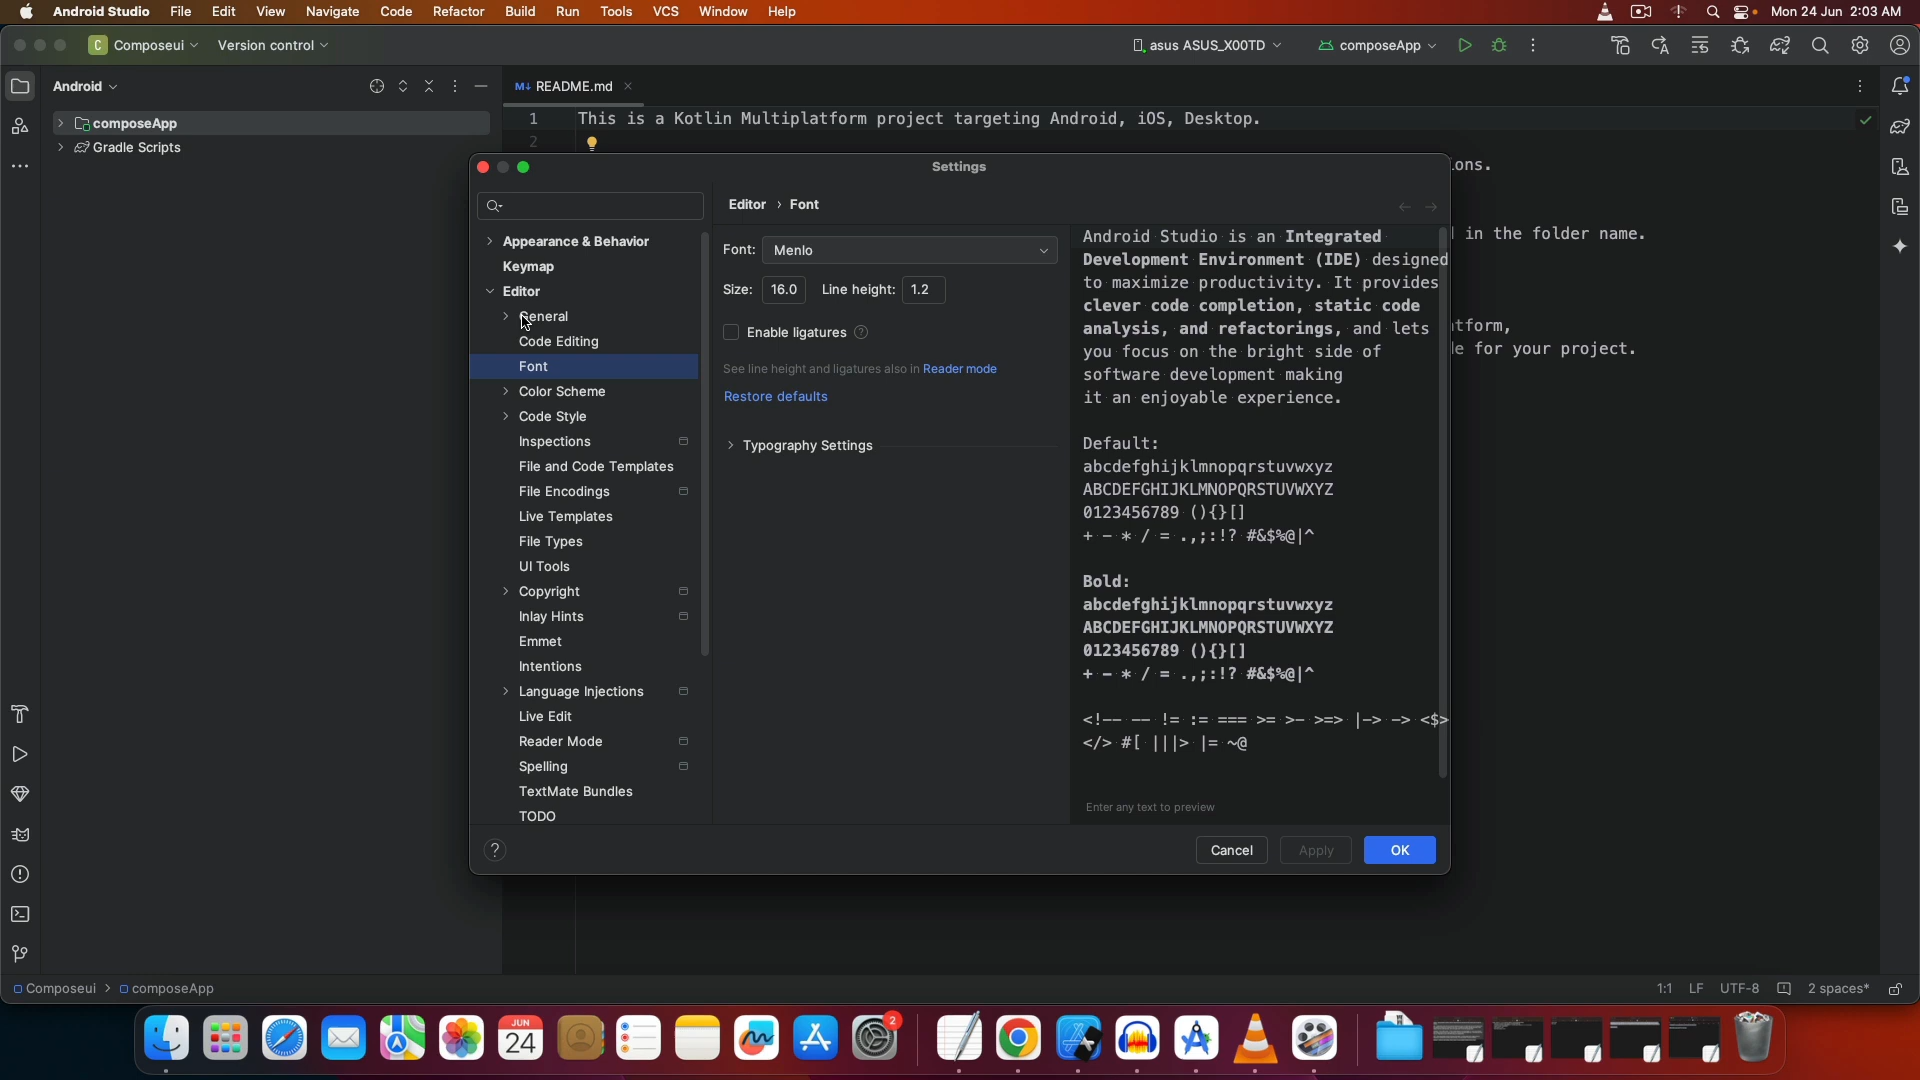 Android Studio File Edit View Navigate Code Refactor Build Run Tools VCS Window Help Mon 24 Jun 2:03 AM
C Composeui Version control asus ASUS_X00TD composeApp
Android README.md
composeApp
Gradle Scripts
1 This is a Kotlin Multiplatform project targeting Android, iOS, Desktop.
2
ions.
in the folder name.
tform,
e for your project.
Settings
Appearance & Behavior
Keymap
Editor
General
Code Editing
Font
Color Scheme
Code Style
Inspections
File and Code Templates
File Encodings
Live Templates
File Types
UI Tools
Copyright
Inlay Hints
Emmet
Intentions
Language Injections
Live Edit
Reader Mode
Spelling
TextMate Bundles
TODO
Editor › Font
Font: Menlo
Size: 16.0 Line height: 1.2
Enable ligatures ?
See line height and ligatures also in Reader mode
Restore defaults
Typography Settings
Android Studio is an Integrated
Development Environment (IDE) designed
to maximize productivity. It provides
clever code completion, static code
analysis, and refactorings, and lets
you focus on the bright side of
software development making
it an enjoyable experience.
Default:
abcdefghijklmnopqrstuvwxyz
ABCDEFGHIJKLMNOPQRSTUVWXYZ
0123456789 (){}[]
+ - * / = .,;:!? #&$%@|^
Bold:
abcdefghijklmnopqrstuvwxyz
ABCDEFGHIJKLMNOPQRSTUVWXYZ
0123456789 (){}[]
+ - * / = .,;:!? #&$%@|^
<!-- -- != := === >= >- >=> |-> -> <$>
</> #[ |||> |= ~@
Enter any text to preview
?
Cancel Apply OK
Composeui › composeApp 1:1 LF UTF-8 2 spaces*
JUN
24
2